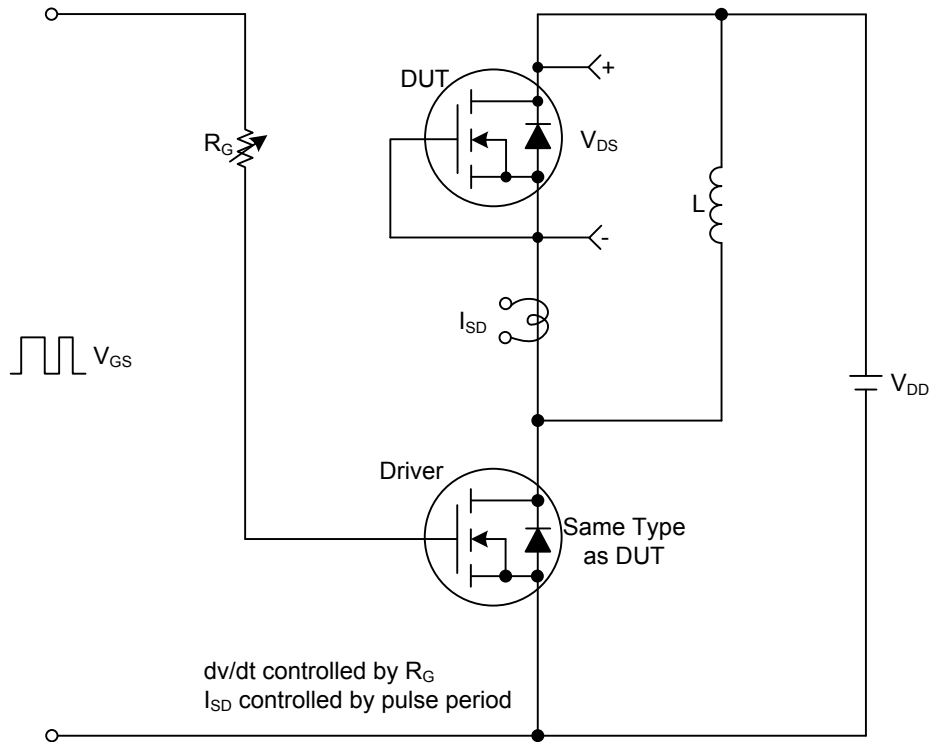 DUT
+
R_G
V_DS
-
L
I_SD
V_GS
V_DD
Driver
Same Type
as DUT
dv/dt controlled by R_G
I_SD controlled by pulse period